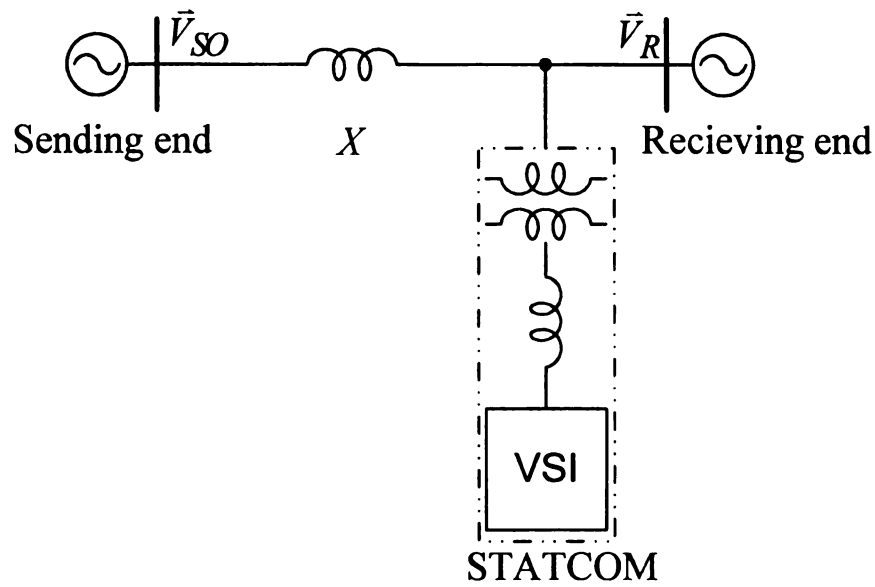 V⃗SO
V⃗R
Sending end
X
Recieving end
VSI
STATCOM